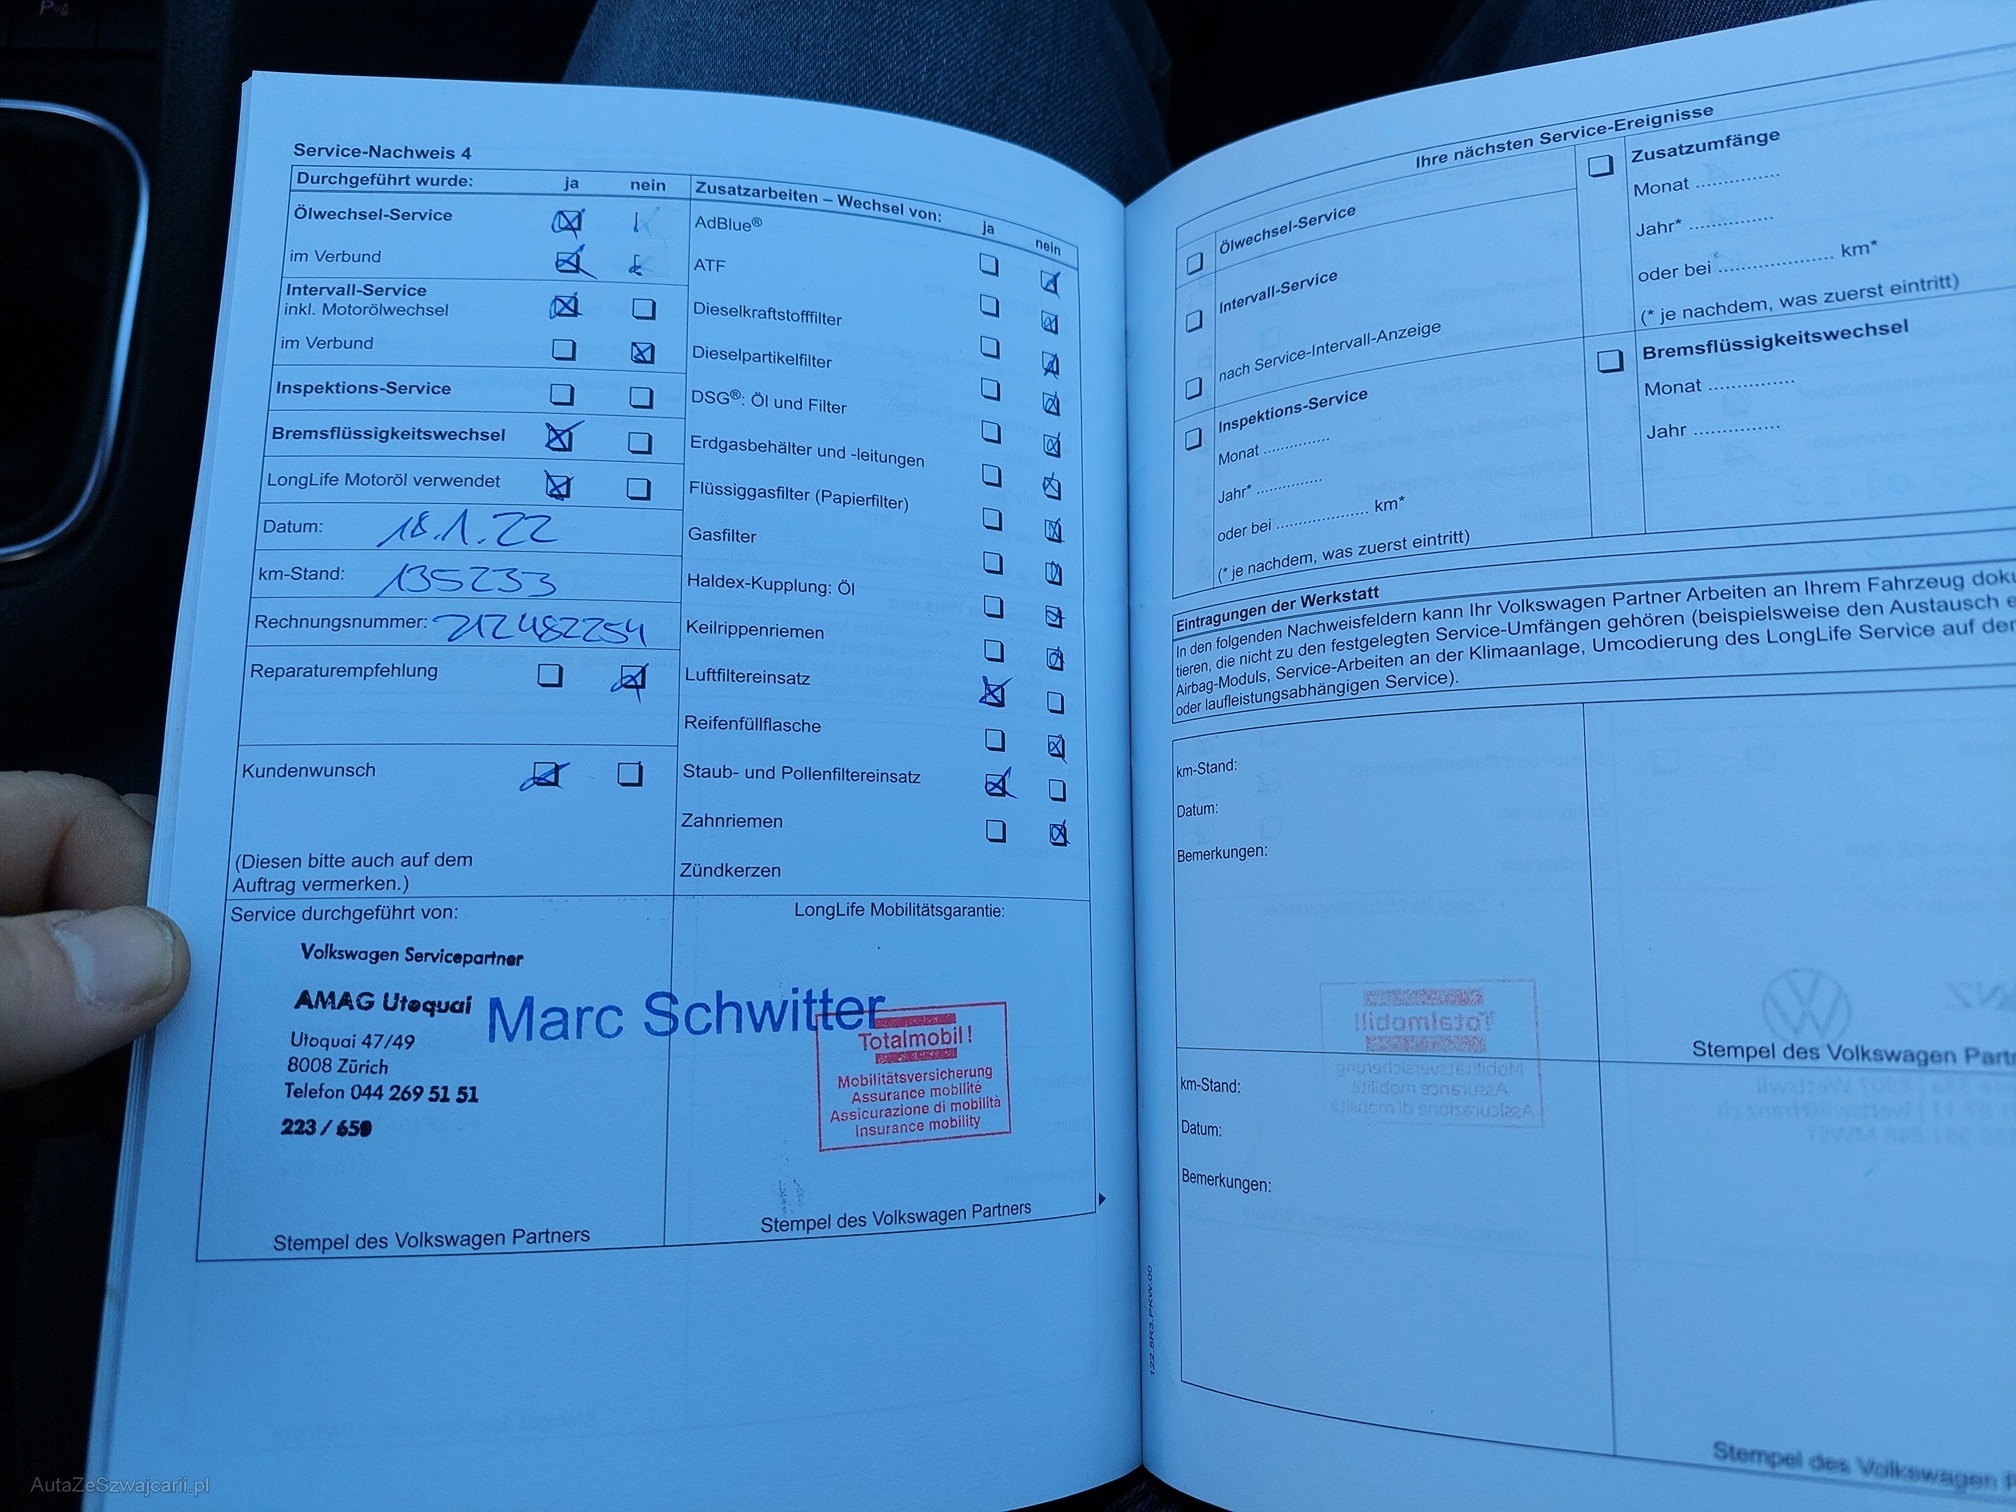 Service-Nachweis 4
Durchgeführt wurde: ja nein
Ölwechsel-Service
im Verbund
Intervall-Service
inkl. Motorölwechsel
im Verbund
Inspektions-Service
Bremsflüssigkeitswechsel
LongLife Motoröl verwendet
Datum: 18.1.22
km-Stand: 135233
Rechnungsnummer: 212482254
Reparaturempfehlung
Kundenwunsch
(Diesen bitte auch auf dem
Auftrag vermerken.)
Zusatzarbeiten – Wechsel von: ja nein
AdBlue®
ATF
Dieselkraftstofffilter
Dieselpartikelfilter
DSG®: Öl und Filter
Erdgasbehälter und -leitungen
Flüssiggasfilter (Papierfilter)
Gasfilter
Haldex-Kupplung: Öl
Keilrippenriemen
Luftfiltereinsatz
Reifenfüllflasche
Staub- und Pollenfiltereinsatz
Zahnriemen
Zündkerzen
Service durchgeführt von:
Volkswagen Servicepartner
AMAG Utoquai
Utoquai 47/49
8008 Zürich
Telefon 044 269 51 51
Marc Schwitter
Stempel des Volkswagen Partners
LongLife Mobilitätsgarantie:
Totalmobil!
Mobilitätsversicherung
Assurance mobilité
Assicurazione di mobilità
Insurance mobility
Stempel des Volkswagen Partners
Ihre nächsten Service-Ereignisse
Ölwechsel-Service
Intervall-Service
nach Service-Intervall-Anzeige
Inspektions-Service
Monat .............
Jahr* .............
oder bei .................... km*
(* je nachdem, was zuerst eintritt)
Zusatzumfänge
Monat ...............
Jahr* ...............
oder bei .................... km*
(* je nachdem, was zuerst eintritt)
Bremsflüssigkeitswechsel
Monat ...............
Jahr ...............
Eintragungen der Werkstatt
In den folgenden Nachweisfeldern kann Ihr Volkswagen Partner Arbeiten an Ihrem Fahrzeug
tieren, die nicht zu den festgelegten Service-Umfängen gehören (beispielsweise den Austausch
Airbag-Moduls, Service-Arbeiten an der Klimaanlage, Umcodierung des LongLife Service auf
oder laufleistungsabhängigen Service).
km-Stand:
Datum:
Bemerkungen:
Stempel des Volkswagen
km-Stand:
Datum:
Bemerkungen:
Stempel des Volkswagen
122.5R3.PKW.00
AutaZeSzwajcarii.pl